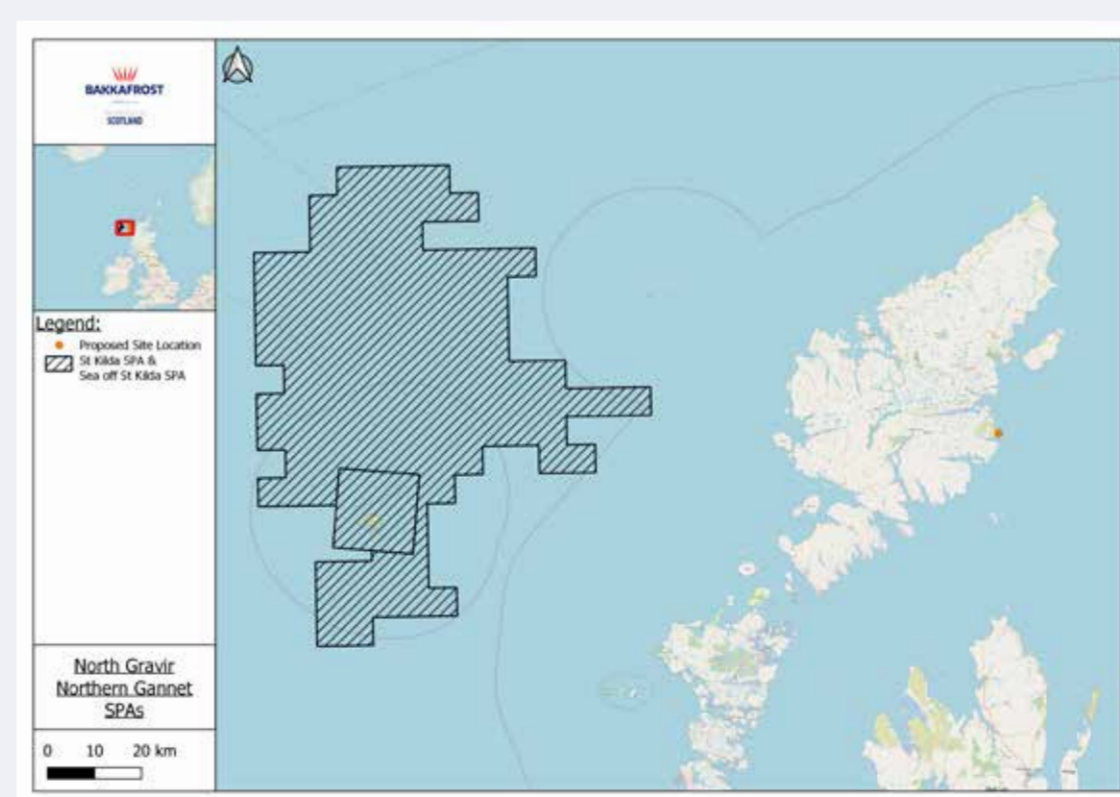 BAKKAFROST
SCOTLAND
Legend:
Proposed Site Location
St Kilda SPA &
Sea off St Kilda SPA
North Gravir
Northern Gannet
SPAs
0 10 20 km